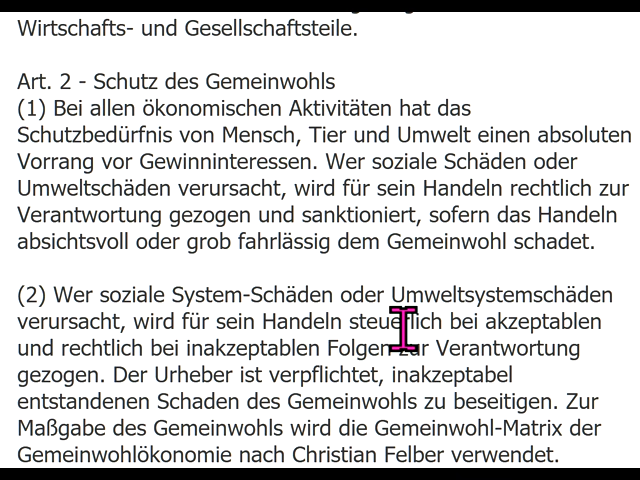 Wirtschafts- und Gesellschaftsteile.
Art. 2 - Schutz des Gemeinwohls
(1) Bei allen ökonomischen Aktivitäten hat das
Schutzbedürfnis von Mensch, Tier und Umwelt einen absoluten
Vorrang vor Gewinninteressen. Wer soziale Schäden oder
Umweltschäden verursacht, wird für sein Handeln rechtlich zur
Verantwortung gezogen und sanktioniert, sofern das Handeln
absichtsvoll oder grob fahrlässig dem Gemeinwohl schadet.
(2) Wer soziale System-Schäden oder Umweltsystemschäden
verursacht, wird für sein Handeln steuerlich bei akzeptablen
und rechtlich bei inakzeptablen Folgen zur Verantwortung
gezogen. Der Urheber ist verpflichtet, inakzeptabel
entstandenen Schaden des Gemeinwohls zu beseitigen. Zur
Maßgabe des Gemeinwohls wird die Gemeinwohl-Matrix der
Gemeinwohlökonomie nach Christian Felber verwendet.